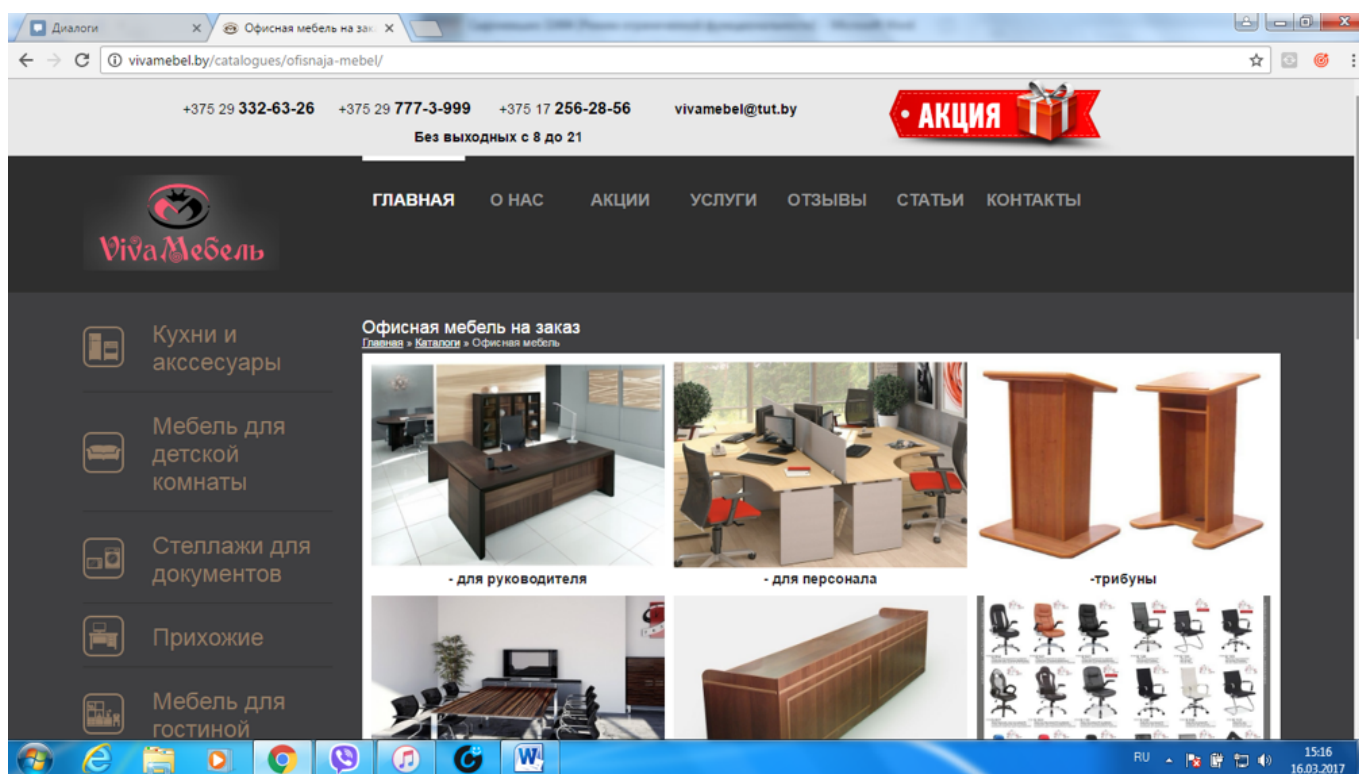 Диалоги
Офисная мебель на зак
vivamebel.by/catalogues/ofisnaja-mebel/
+375 29 332-63-26 +375 29 777-3-999 +375 17 256-28-56 vivamebel@tut.by
Без выходных с 8 до 21
АКЦИЯ
ГЛАВНАЯ О НАС АКЦИИ УСЛУГИ ОТЗЫВЫ СТАТЬИ КОНТАКТЫ
VivaМебель
Кухни и
акссесуары
Мебель для
детской
комнаты
Стеллажи для
документов
Прихожие
Мебель для
гостиной
Офисная мебель на заказ
Главная » Каталоги » Офисная мебель
- для руководителя
- для персонала
-трибуны
RU
15:16
16.03.2017